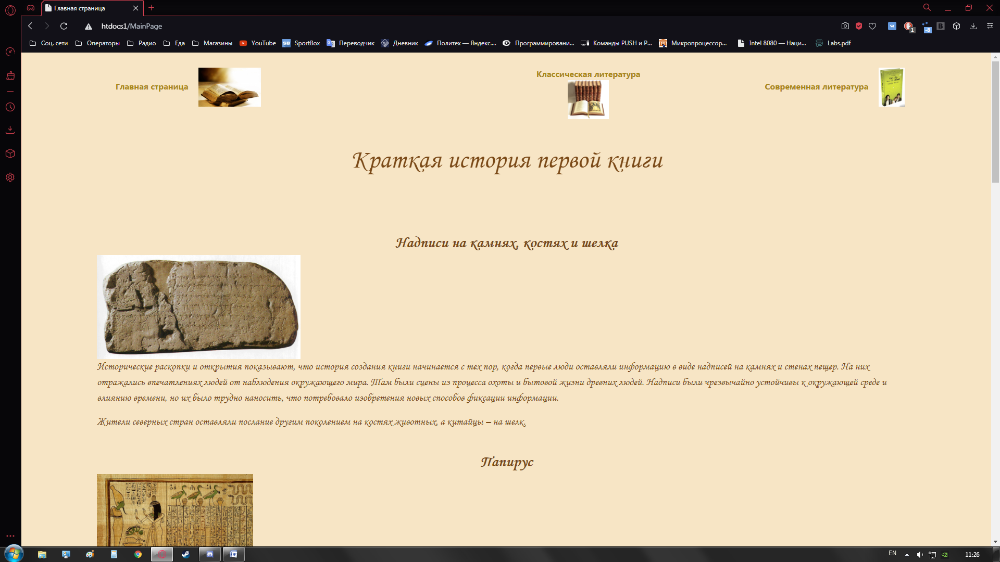 Главная страница
htdocs1/MainPage
1
-8
B
Соц. сети
Операторы
Радио
Еда
Магазины
YouTube
SB SportBox
Переводчик
Дневник
Политех — Яндекс....
Программировани...
Команды PUSH и P...
Микропроцессор...
Intel 8080 — Наци...
Labs.pdf
Главная страница
Классическая литература
Современная литература
Краткая история первой книги
Надписи на камнях, костях и шелка
Исторические раскопки и открытия показывают, что история создания книги начинается с тех пор, когда первые люди оставляли информацию в виде надписей на камнях и стенах пещер. На них
отражались впечатлениях людей от наблюдения окружающего мира. Там были сцены из процесса охоты и бытовой жизни древних людей. Надписи были чрезвычайно устойчивы к окружающей среде и
влиянию времени, но их было трудно наносить, что потребовало изобретения новых способов фиксации информации.
Жители северных стран оставляли послание другим поколением на костях животных, а китайцы – на шелк.
Папирус
EN
11:26